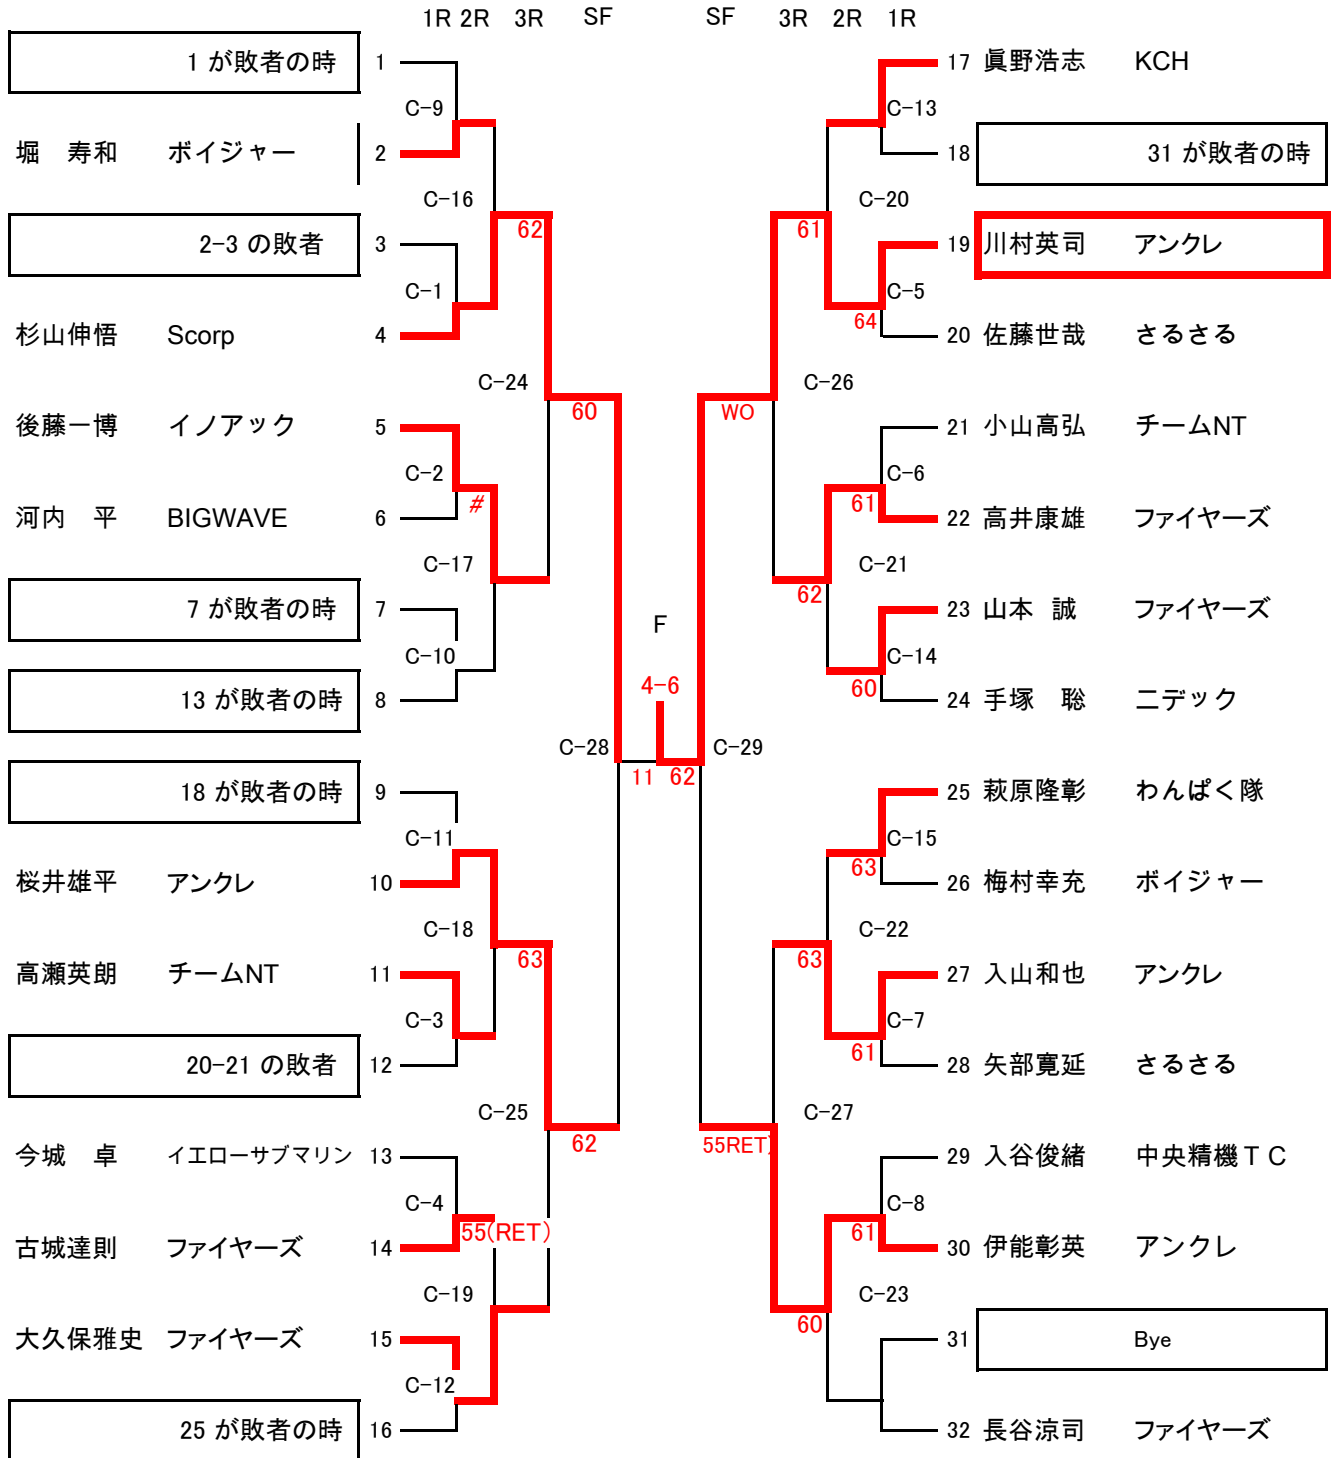 1R 2R 3R SF SF 3R 2R 1R
1 が敗者の時 1
17 眞野浩志 KCH
C-9 C-13
堀 寿和 ボイジャー 2
18 31 が敗者の時
C-16 C-20
62 61
2-3 の敗者 3
19 川村英司 アンクレ
C-1 C-5
64
杉山伸悟 Scorp 4
20 佐藤世哉 さるさる
C-24 C-26
60 WO
後藤一博 イノアック 5
21 小山高弘 チームNT
C-2 C-6
# 61
河内 平 BIGWAVE 6
22 高井康雄 ファイヤーズ
C-17 C-21
62
7 が敗者の時 7
23 山本 誠 ファイヤーズ
F
C-10 C-14
4-6 60
13 が敗者の時 8
24 手塚 聡 ニデック
C-28 C-29
11 62
18 が敗者の時 9
25 萩原隆彰 わんぱく隊
C-11 C-15
63
桜井雄平 アンクレ 10
26 梅村幸充 ボイジャー
C-18 C-22
63 63
高瀬英朗 チームNT 11
27 入山和也 アンクレ
C-3 C-7
61
20-21 の敗者 12
28 矢部寛延 さるさる
C-25 C-27
62 55RET)
今城 卓 イエローサブマリン 13
29 入谷俊緒 中央精機TC
C-4 C-8
55(RET) 61
古城達則 ファイヤーズ 14
30 伊能彰英 アンクレ
C-19 C-23
60
大久保雅史 ファイヤーズ 15
31 Bye
C-12
25 が敗者の時 16
32 長谷涼司 ファイヤーズ